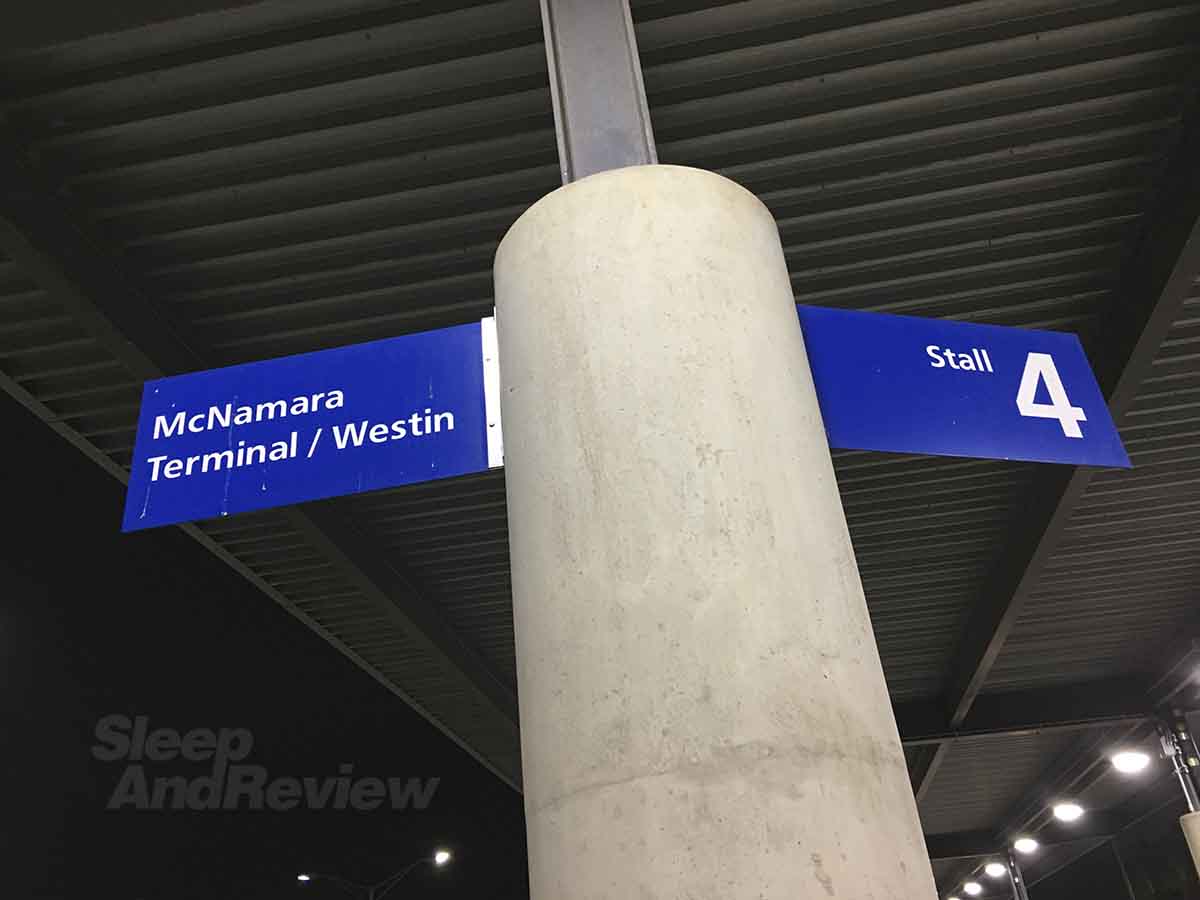 McNamara
Terminal / Westin
Stall 4
Sleep
AndReview